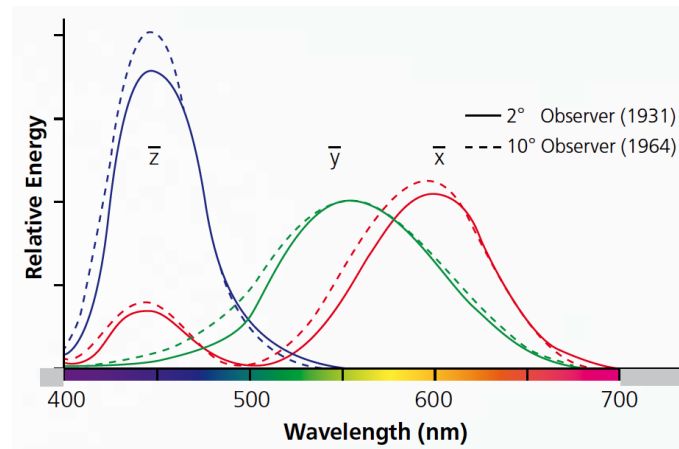 Relative Energy
z̅
y̅
x̅
2° Observer (1931)
10° Observer (1964)
400
500
600
700
Wavelength (nm)